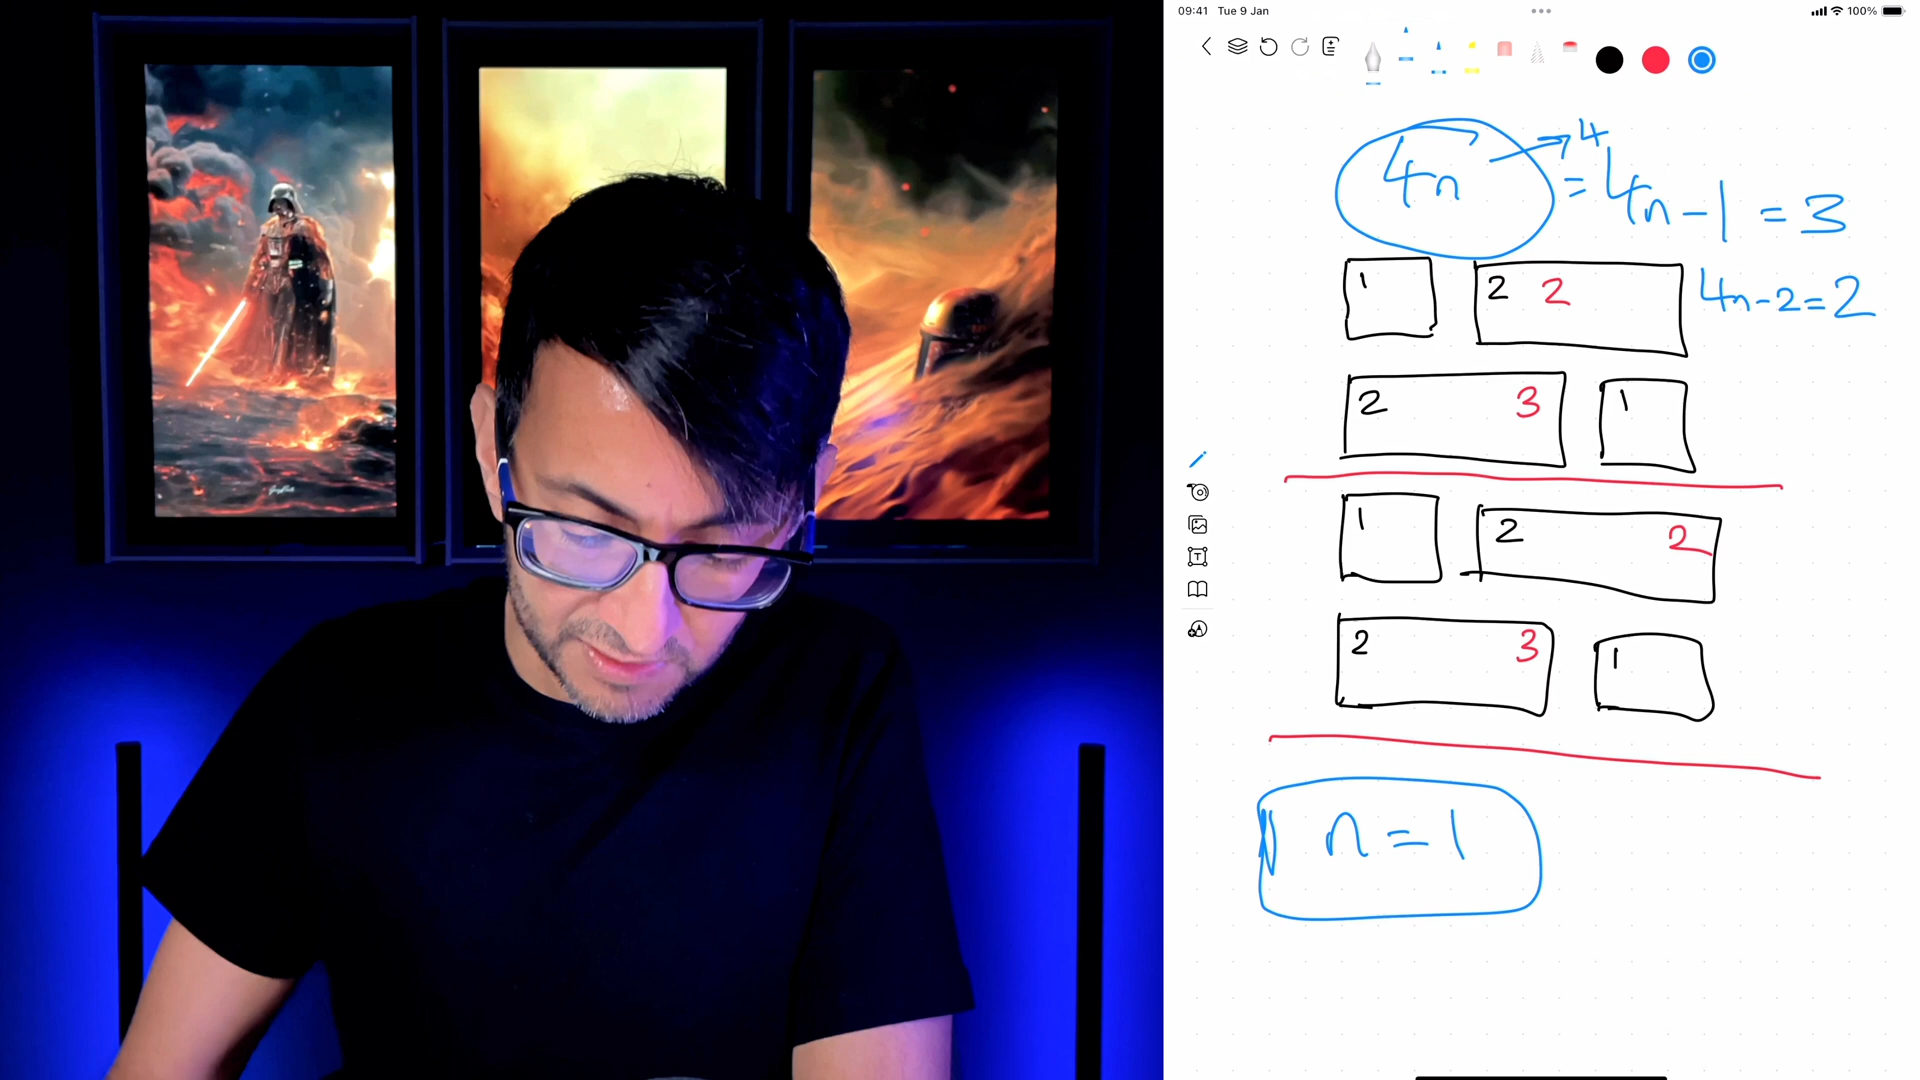 09:41 Tue 9 Jan
100%
4n → 4
= 4n-1 = 3
1
2 2
4n-2=2
2 3
1
1
2 2
2 3
1
n = 1